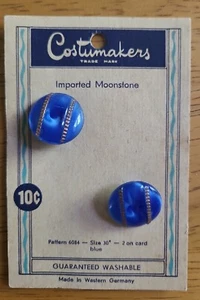 Costumakers
TRADE MARK
Imported Moonstone
10¢
Pattern 6084 — Size 30" — 2 on card
blue
GUARANTEED WASHABLE
Made in Western Germany